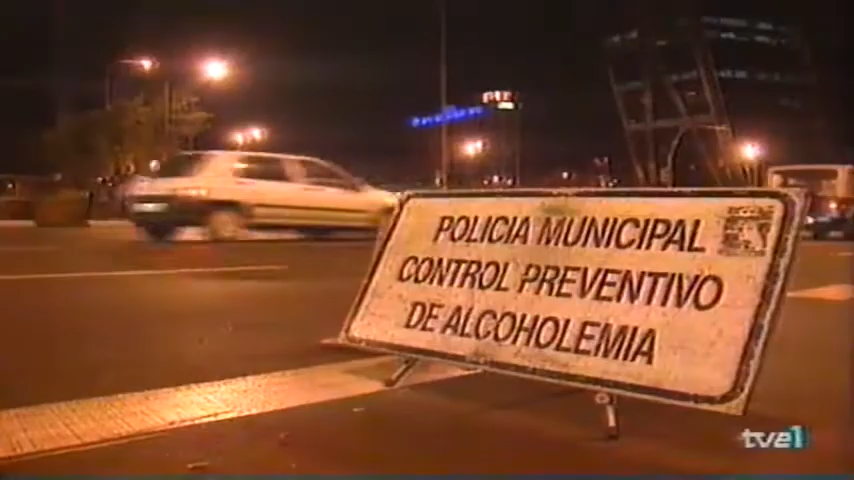 POLICIA MUNICIPAL
CONTROL PREVENTIVO
DE ALCOHOLEMIA
tve1